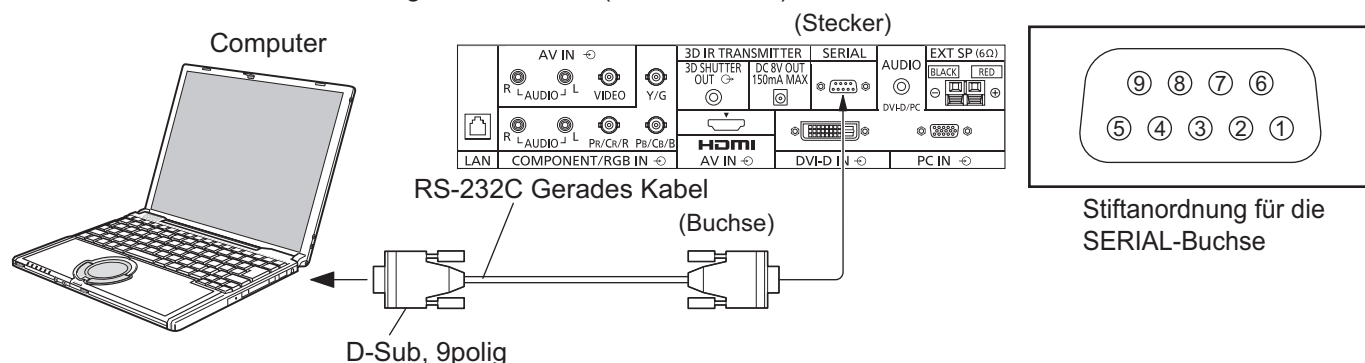 (Stecker)
Computer
AV IN
3D IR TRANSMITTER
SERIAL
AUDIO
EXT SP (6Ω)
3D SHUTTER
OUT
DC 8V OUT
150mA MAX
BLACK
RED
R
AUDIO
L
VIDEO
Y/G
DVI-D/PC
R
AUDIO
L
PR/CR/R
PB/CB/B
HDMI
LAN
COMPONENT/RGB IN
AV IN
DVI-D IN
PC IN
9 8 7 6
5 4 3 2 1
RS-232C Gerades Kabel
(Buchse)
Stiftanordnung für die
SERIAL-Buchse
D-Sub, 9polig